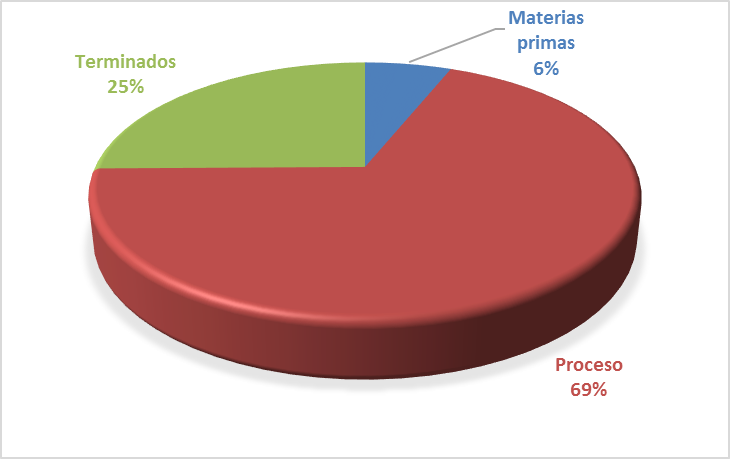 Materias
primas
6%
Terminados
25%
Proceso
69%